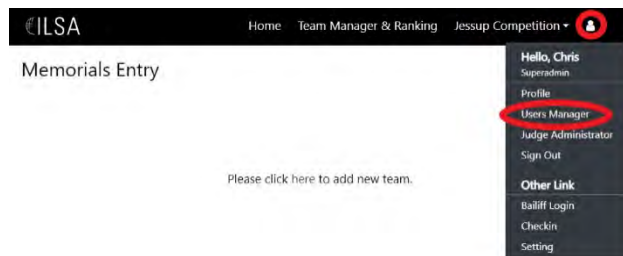 ILSA Home Team Manager & Ranking Jessup Competition
Memorials Entry
Please click here to add new team.
Hello, Chris
Superadmin
Profile
Users Manager
Judge Administrator
Sign Out
Other Link
Bailiff Login
Checkin
Setting